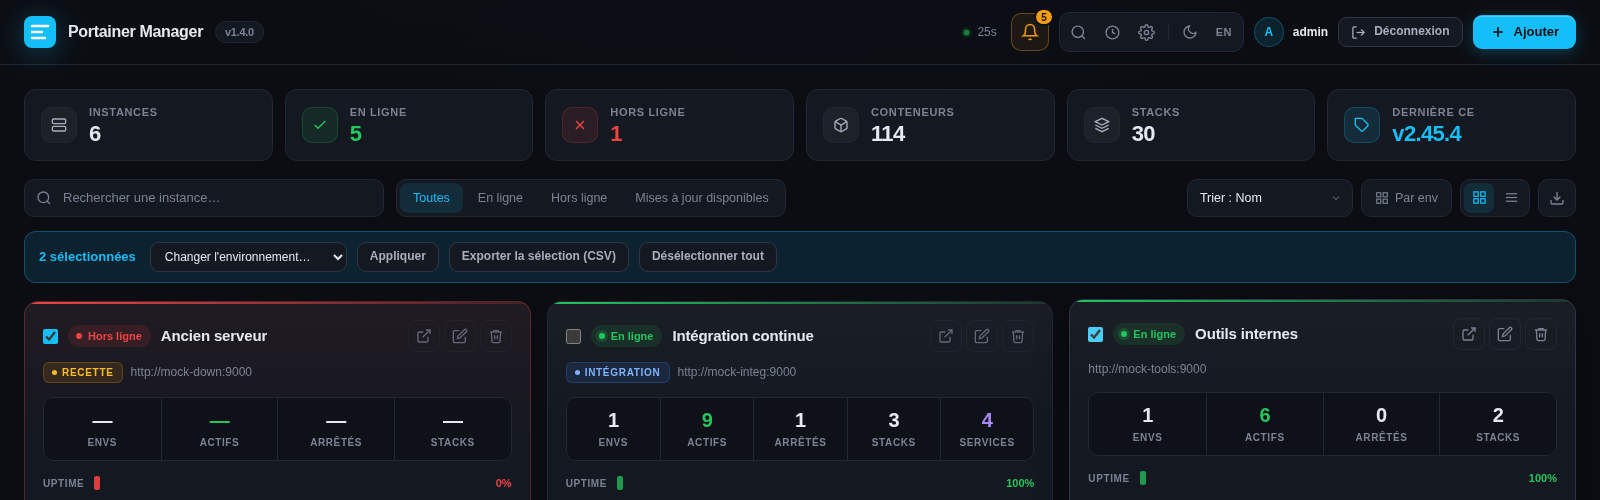 Portainer Manager v1.4.0 25s 5 EN A admin Déconnexion Ajouter
INSTANCES
6
EN LIGNE
5
HORS LIGNE
1
CONTENEURS
114
STACKS
30
DERNIÈRE CE
v2.45.4
Rechercher une instance… Toutes En ligne Hors ligne Mises à jour disponibles Trier : Nom Par env
2 sélectionnées Changer l'environnement… Appliquer Exporter la sélection (CSV) Désélectionner tout
Hors ligne Ancien serveur
RECETTE http://mock-down:9000
— — — —
ENVS ACTIFS ARRÊTÉS STACKS
UPTIME 0%
En ligne Intégration continue
INTÉGRATION http://mock-integ:9000
1 9 1 3 4
ENVS ACTIFS ARRÊTÉS STACKS SERVICES
UPTIME 100%
En ligne Outils internes
http://mock-tools:9000
1 6 0 2
ENVS ACTIFS ARRÊTÉS STACKS
UPTIME 100%